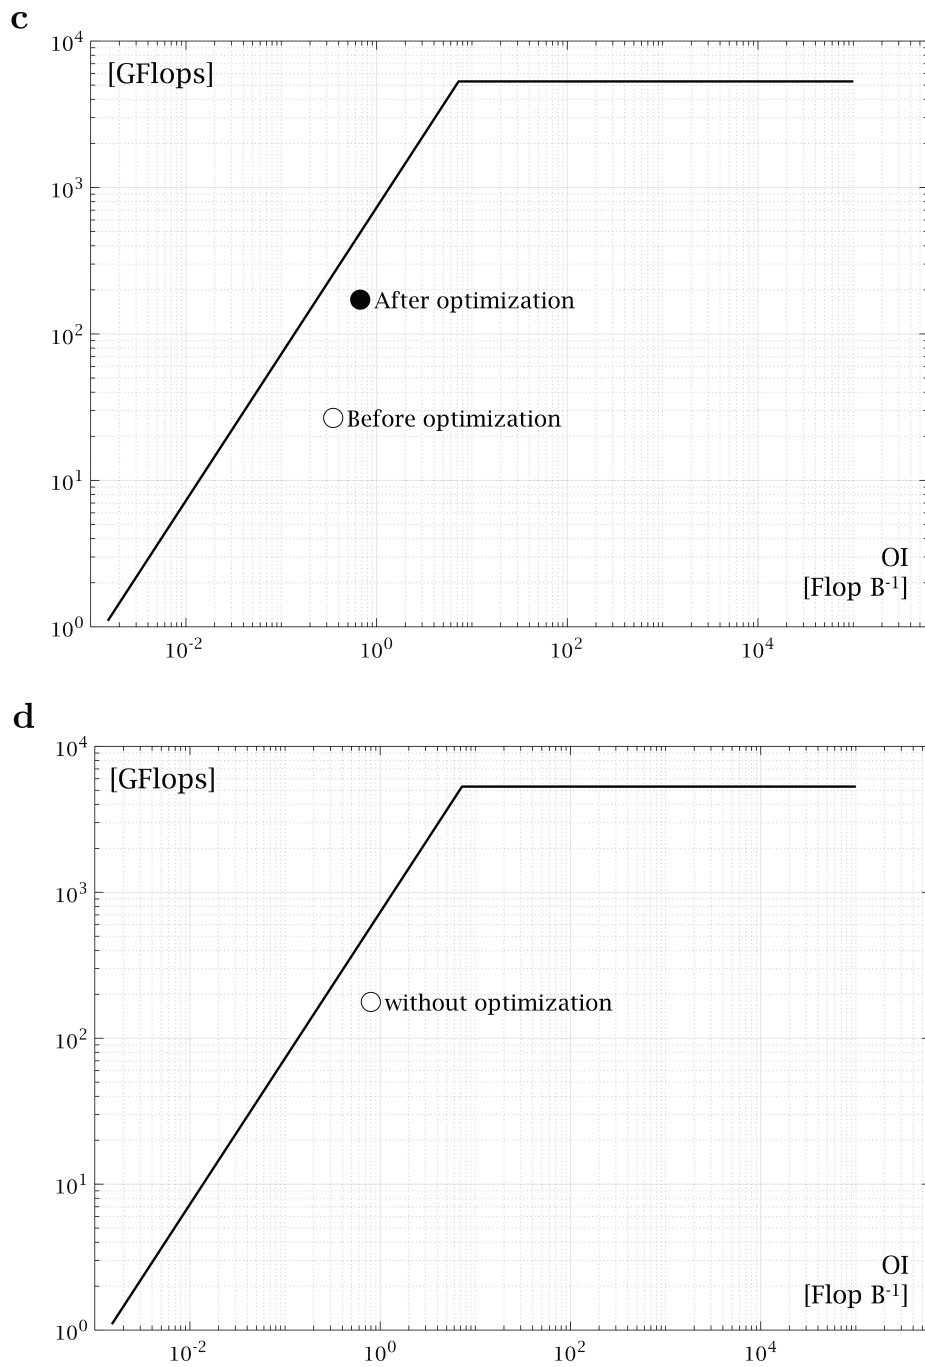 c
10^4
[GFlops]
10^3
After optimization
10^2
Before optimization
10^1
OI
[Flop B^-1]
10^0
10^-2 10^0 10^2 10^4
d
10^4
[GFlops]
10^3
without optimization
10^2
10^1
OI
[Flop B^-1]
10^0
10^-2 10^0 10^2 10^4